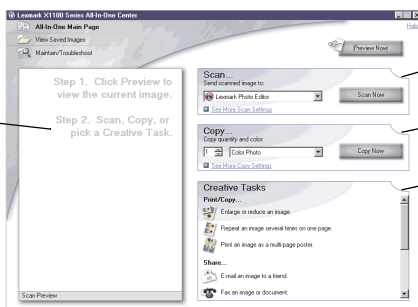 Lexmark X1100 Series All-In-One Center
All-In-One Main Page
Help
View Saved Images
Maintain/Troubleshoot
Preview Now
Step 1. Click Preview to
view the current image.
Step 2. Scan, Copy, or
pick a Creative Task.
Scan Preview
Scan...
Send scanned image to:
Lexmark Photo Editor
Scan Now
See More Scan Settings
Copy...
Copy quantity and color.
1
Color Photo
Copy Now
See More Copy Settings
Creative Tasks
Print/Copy...
Enlarge or reduce an image.
Repeat an image several times on one page.
Print an image as a multi-page poster.
Share...
E-mail an image to a friend.
Fax an image or document.